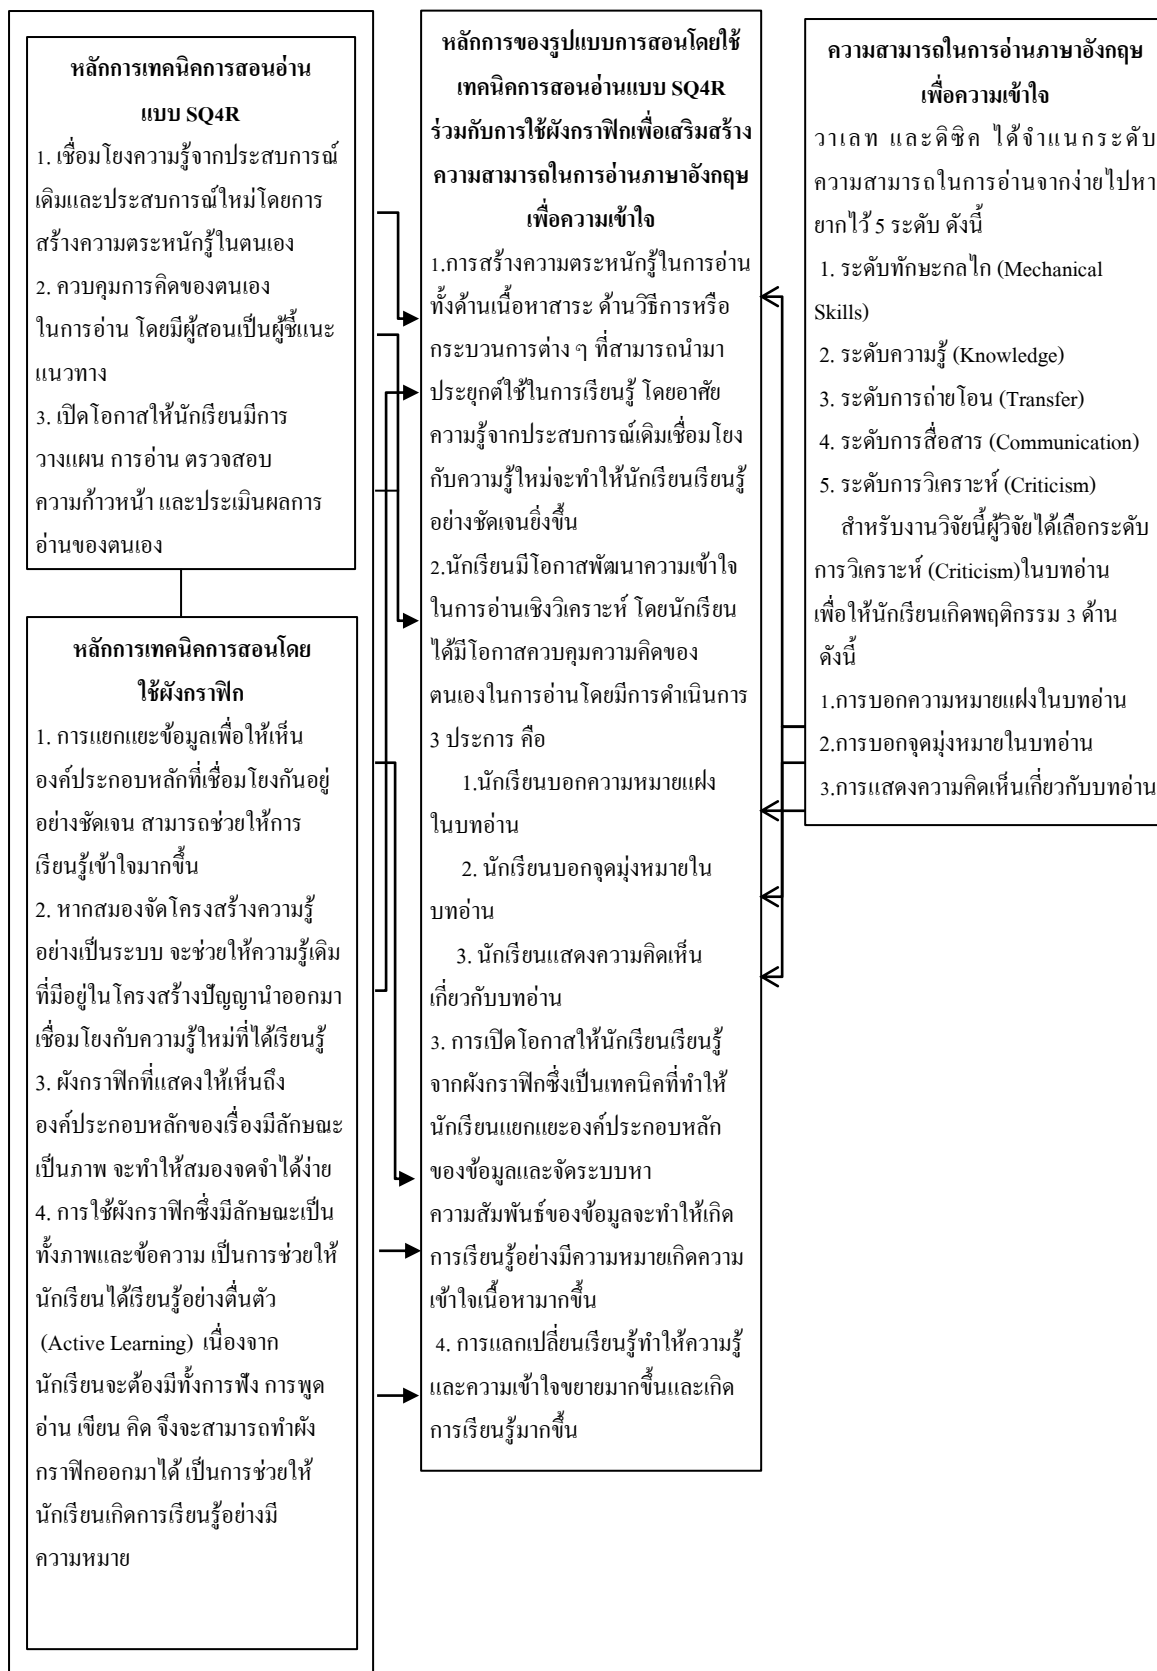 หลักการเทคนิคการสอนอ่าน
แบบ SQ4R
1. เชื่อมโยงความรู้จากประสบการณ์
เดิมและประสบการณ์ใหม่โดยการ
สร้างความตระหนักรู้ในตนเอง
2. ควบคุมการคิดของตนเอง
ในการอ่าน โดยมีผู้สอนเป็นผู้ชี้แนะ
แนวทาง
3. เปิดโอกาสให้นักเรียนมีการ
วางแผน การอ่าน ตรวจสอบ
ความก้าวหน้า และประเมินผลการ
อ่านของตนเอง
หลักการเทคนิคการสอนโดย
ใช้ผังกราฟิก
1. การแยกแยะข้อมูลเพื่อให้เห็น
องค์ประกอบหลักที่เชื่อมโยงกันอยู่
อย่างชัดเจน สามารถช่วยให้การ
เรียนรู้เข้าใจมากขึ้น
2. หากสมองจัดโครงสร้างความรู้
อย่างเป็นระบบ จะช่วยให้ความรู้เดิม
ที่มีอยู่ในโครงสร้างปัญญานำออกมา
เชื่อมโยงกับความรู้ใหม่ที่ได้เรียนรู้
3. ผังกราฟิกที่แสดงให้เห็นถึง
องค์ประกอบหลักของเรื่องมีลักษณะ
เป็นภาพ จะทำให้สมองจดจำได้ง่าย
4. การใช้ผังกราฟิกซึ่งมีลักษณะเป็น
ทั้งภาพและข้อความ เป็นการช่วยให้
นักเรียนได้เรียนรู้อย่างตื่นตัว
(Active Learning) เนื่องจาก
นักเรียนจะต้องมีทั้งการฟัง การพูด
อ่าน เขียน คิด จึงจะสามารถทำผัง
กราฟิกออกมาได้ เป็นการช่วยให้
นักเรียนเกิดการเรียนรู้อย่างมี
ความหมาย
หลักการของรูปแบบการสอนโดยใช้
เทคนิคการสอนอ่านแบบ SQ4R
ร่วมกับการใช้ผังกราฟิกเพื่อเสริมสร้าง
ความสามารถในการอ่านภาษาอังกฤษ
เพื่อความเข้าใจ
1.การสร้างความตระหนักรู้ในการอ่าน
ทั้งด้านเนื้อหาสาระ ด้านวิธีการหรือ
กระบวนการต่าง ๆ ที่สามารถนำมา
ประยุกต์ใช้ในการเรียนรู้ โดยอาศัย
ความรู้จากประสบการณ์เดิมเชื่อมโยง
กับความรู้ใหม่จะทำให้นักเรียนเรียนรู้
อย่างชัดเจนยิ่งขึ้น
2.นักเรียนมีโอกาสพัฒนาความเข้าใจ
ในการอ่านเชิงวิเคราะห์ โดยนักเรียน
ได้มีโอกาสควบคุมความคิดของ
ตนเองในการอ่านโดยมีการดำเนินการ
3 ประการ คือ
1.นักเรียนบอกความหมายแฝง
ในบทอ่าน
2. นักเรียนบอกจุดมุ่งหมายใน
บทอ่าน
3. นักเรียนแสดงความคิดเห็น
เกี่ยวกับบทอ่าน
3. การเปิดโอกาสให้นักเรียนเรียนรู้
จากผังกราฟิกซึ่งเป็นเทคนิคที่ทำให้
นักเรียนแยกแยะองค์ประกอบหลัก
ของข้อมูลและจัดระบบหา
ความสัมพันธ์ของข้อมูลจะทำให้เกิด
การเรียนรู้อย่างมีความหมายเกิดความ
เข้าใจเนื้อหามากขึ้น
4. การแลกเปลี่ยนเรียนรู้ทำให้ความรู้
และความเข้าใจขยายมากขึ้นและเกิด
การเรียนรู้มากขึ้น
ความสามารถในการอ่านภาษาอังกฤษ
เพื่อความเข้าใจ
วาเลท และดิซิค ได้จำแนกระดับ
ความสามารถในการอ่านจากง่ายไปหา
ยากไว้ 5 ระดับ ดังนี้
1. ระดับทักษะกลไก (Mechanical
Skills)
2. ระดับความรู้ (Knowledge)
3. ระดับการถ่ายโอน (Transfer)
4. ระดับการสื่อสาร (Communication)
5. ระดับการวิเคราะห์ (Criticism)
สำหรับงานวิจัยนี้ผู้วิจัยได้เลือกระดับ
การวิเคราะห์ (Criticism)ในบทอ่าน
เพื่อให้นักเรียนเกิดพฤติกรรม 3 ด้าน
ดังนี้
1.การบอกความหมายแฝงในบทอ่าน
2.การบอกจุดมุ่งหมายในบทอ่าน
3.การแสดงความคิดเห็นเกี่ยวกับบทอ่าน